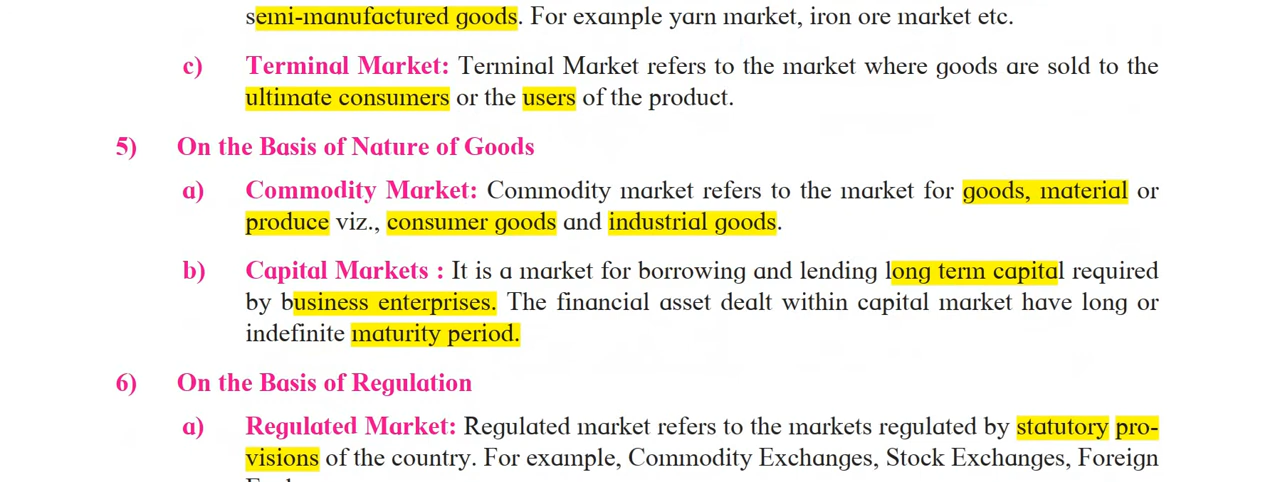 semi-manufactured goods. For example yarn market, iron ore market etc.
c) Terminal Market: Terminal Market refers to the market where goods are sold to the
ultimate consumers or the users of the product.
5) On the Basis of Nature of Goods
a) Commodity Market: Commodity market refers to the market for goods, material or
produce viz., consumer goods and industrial goods.
b) Capital Markets : It is a market for borrowing and lending long term capital required
by business enterprises. The financial asset dealt within capital market have long or
indefinite maturity period.
6) On the Basis of Regulation
a) Regulated Market: Regulated market refers to the markets regulated by statutory pro-
visions of the country. For example, Commodity Exchanges, Stock Exchanges, Foreign